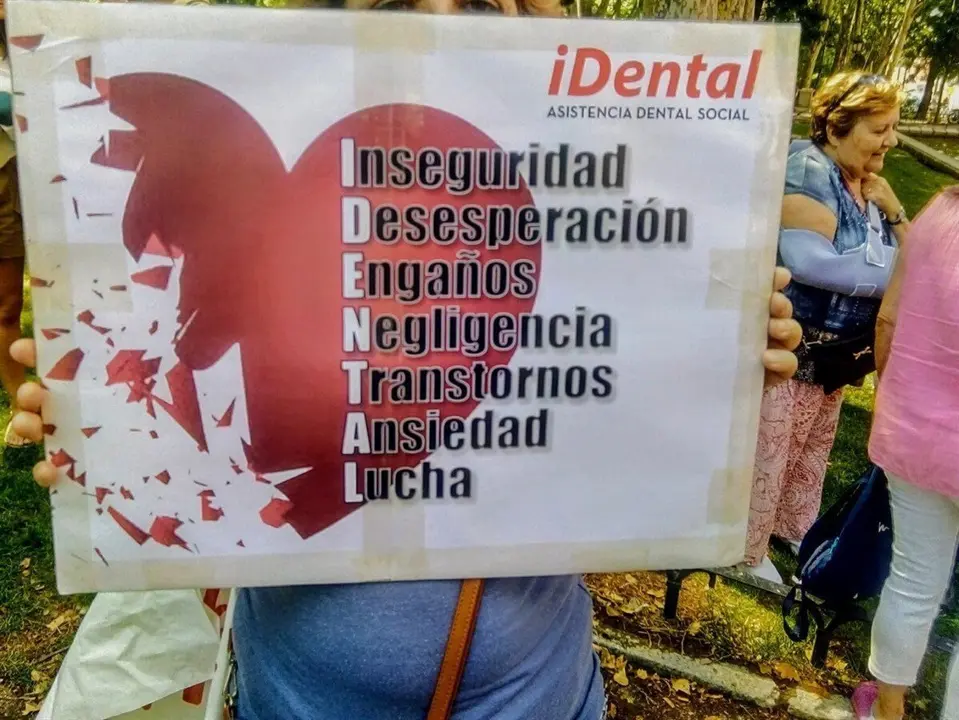 iDental
ASISTENCIA DENTAL SOCIAL
Inseguridad
Desesperación
Engaños
Negligencia
Transtornos
Ansiedad
Lucha